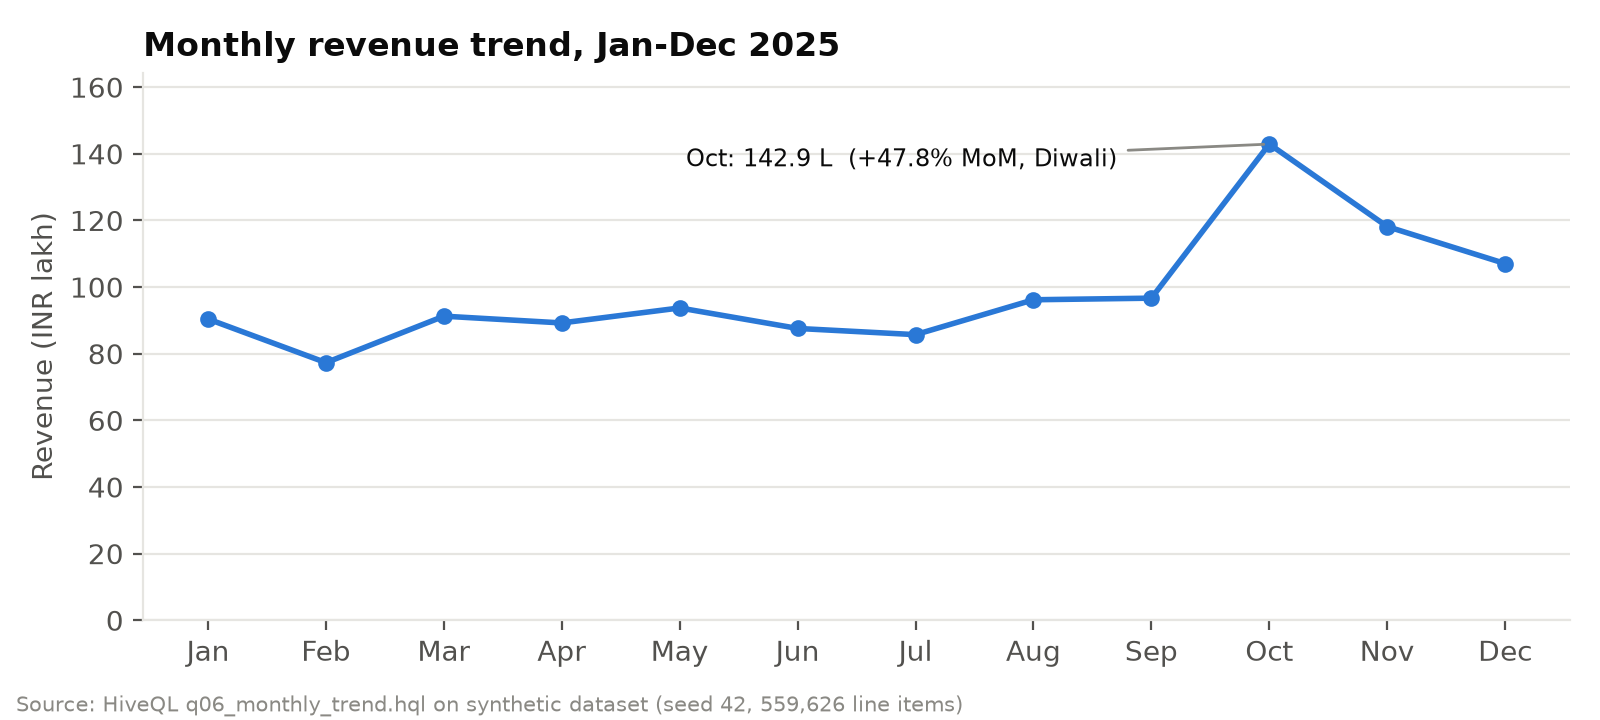 Monthly revenue trend, Jan-Dec 2025
Revenue (INR lakh)
160
140
120
100
80
60
40
20
0
Oct: 142.9 L (+47.8% MoM, Diwali)
Jan Feb Mar Apr May Jun Jul Aug Sep Oct Nov Dec
Source: HiveQL q06_monthly_trend.hql on synthetic dataset (seed 42, 559,626 line items)